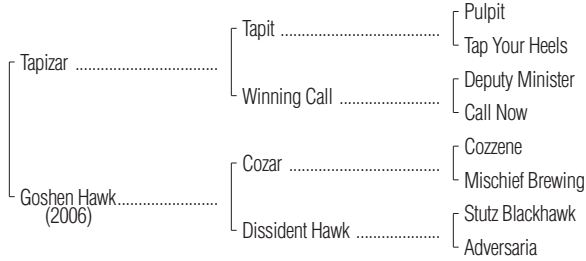 Pulpit
Tapit
Tap Your Heels
Tapizar
Deputy Minister
Winning Call
Call Now
Cozzene
Cozar
Mischief Brewing
Goshen Hawk
(2006)
Stutz Blackhawk
Dissident Hawk
Adversaria